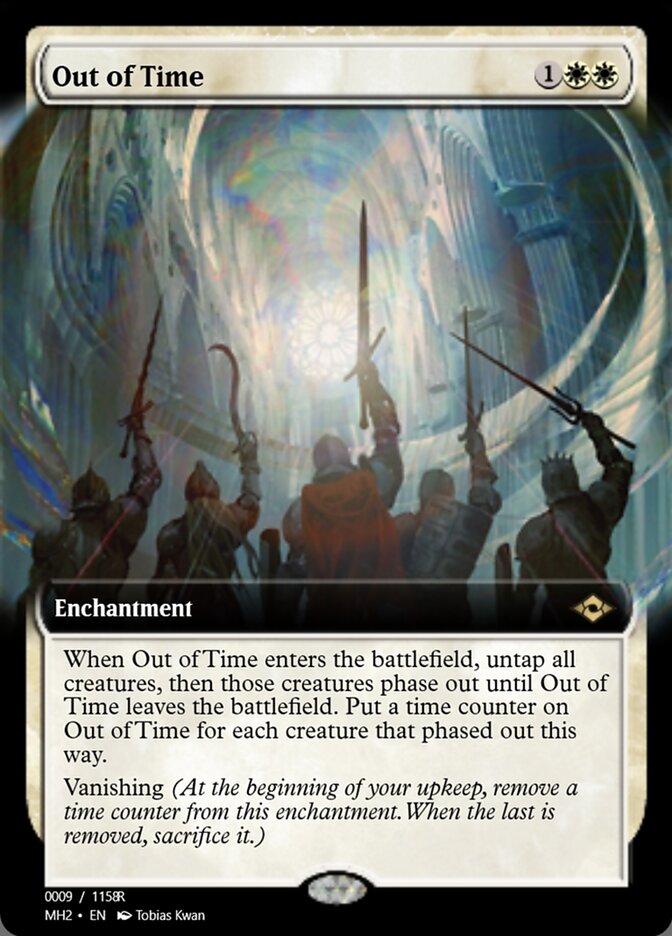 Out of Time 1
Enchantment
When Out of Time enters the battlefield, untap all
creatures, then those creatures phase out until Out of
Time leaves the battlefield. Put a time counter on
Out of Time for each creature that phased out this
way.
Vanishing (At the beginning of your upkeep, remove a
time counter from this enchantment. When the last is
removed, sacrifice it.)
0009 / 1158R
MH2 • EN Tobias Kwan